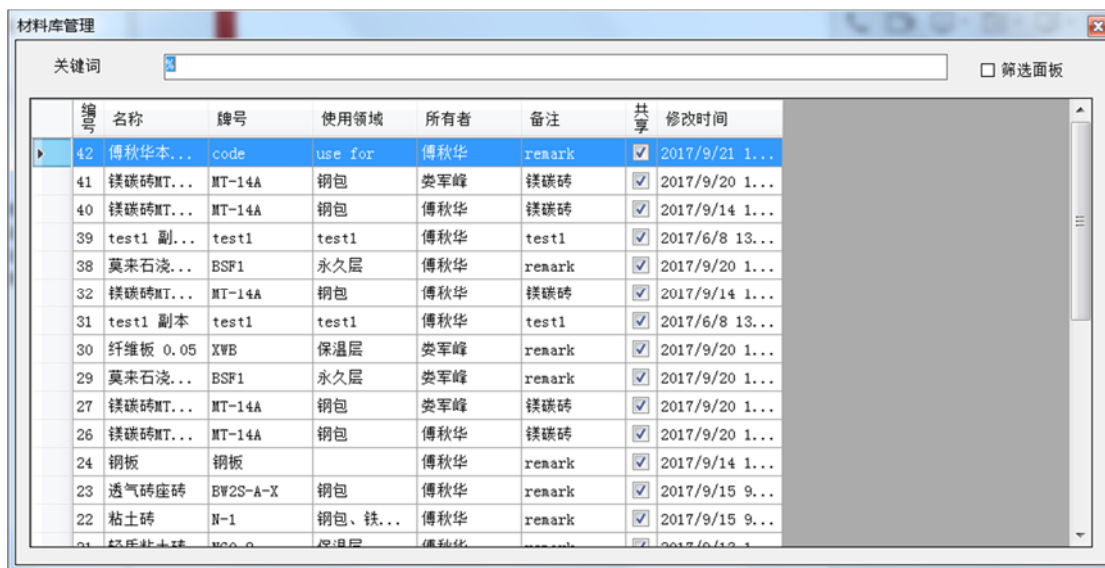 材料库管理
关键词 %
筛选面板
编号 名称 牌号 使用领域 所有者 备注 共享 修改时间
42 傅秋华本... code use for 傅秋华 remark 2017/9/21 1...
41 镁碳砖MT... MT-14A 钢包 娄军峰 镁碳砖 2017/9/20 1...
40 镁碳砖MT... MT-14A 钢包 傅秋华 镁碳砖 2017/9/14 1...
39 test1 副... test1 test1 傅秋华 test1 2017/6/8 13...
38 莫来石浇... BSF1 永久层 傅秋华 remark 2017/9/20 1...
32 镁碳砖MT... MT-14A 钢包 傅秋华 镁碳砖 2017/9/14 1...
31 test1 副本 test1 test1 傅秋华 test1 2017/6/8 13...
30 纤维板 0.05 XWB 保温层 娄军峰 remark 2017/9/20 1...
29 莫来石浇... BSF1 永久层 娄军峰 remark 2017/9/20 1...
27 镁碳砖MT... MT-14A 钢包 娄军峰 镁碳砖 2017/9/20 1...
26 镁碳砖MT... MT-14A 钢包 傅秋华 镁碳砖 2017/9/20 1...
24 钢板 钢板 傅秋华 remark 2017/9/14 1...
23 透气砖座砖 BW2S-A-X 钢包 傅秋华 remark 2017/9/15 9...
22 粘土砖 N-1 钢包、铁... 傅秋华 remark 2017/9/15 9...